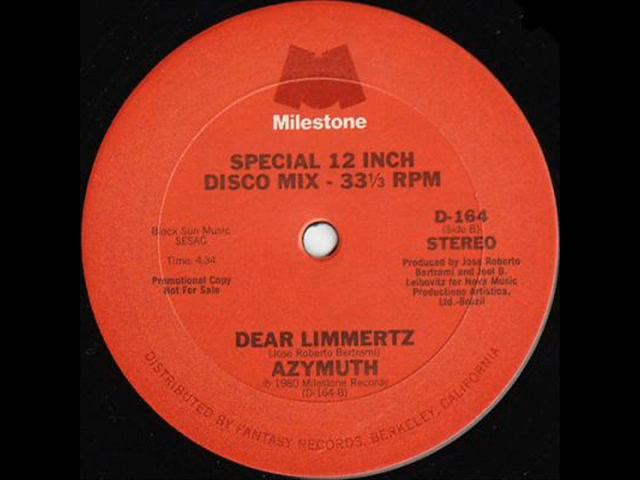 Milestone
SPECIAL 12 INCH
DISCO MIX - 33⅓ RPM
Black Sun Music
SESAC
Time: 4:34
Promotional Copy
Not For Sale
D-164
(Side B)
STEREO
Produced by Jose Roberto
Bertrami and Joel B.
Leibovitz for Nova Music
Productions Artistica,
Ltd.-Brazil
DEAR LIMMERTZ
(Jose Roberto Bertrami)
AZYMUTH
℗ 1980 Milestone Records
(D-164-B)
DISTRIBUTED BY FANTASY RECORDS, BERKELEY, CALIFORNIA